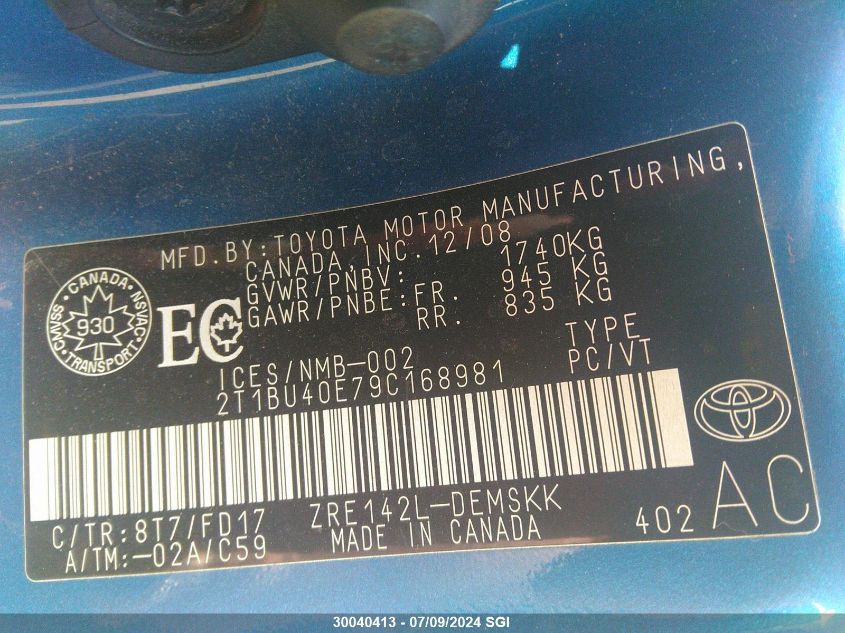 MFD.BY:TOYOTA MOTOR MANUFACTURING,
CANADA,INC.12/08
GVWR/PNBV: 1740KG
GAWR/PNBE:FR. 945 KG
RR. 835 KG
CANADA
CMVSS
930
NSVAC
TRANSPORT
EC
ICES/NMB-002
TYPE
2T1BU40E79C168981
PC/VT
C/TR:8T7/FD17
ZRE142L-DEMSKK
A/TM:-02A/C59
MADE IN CANADA
402
AC
30040413 - 07/09/2024 SGI